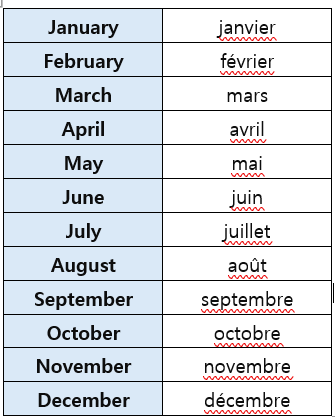 January janvier
February février
March mars
April avril
May mai
June juin
July juillet
August août
September septembre
October octobre
November novembre
December décembre